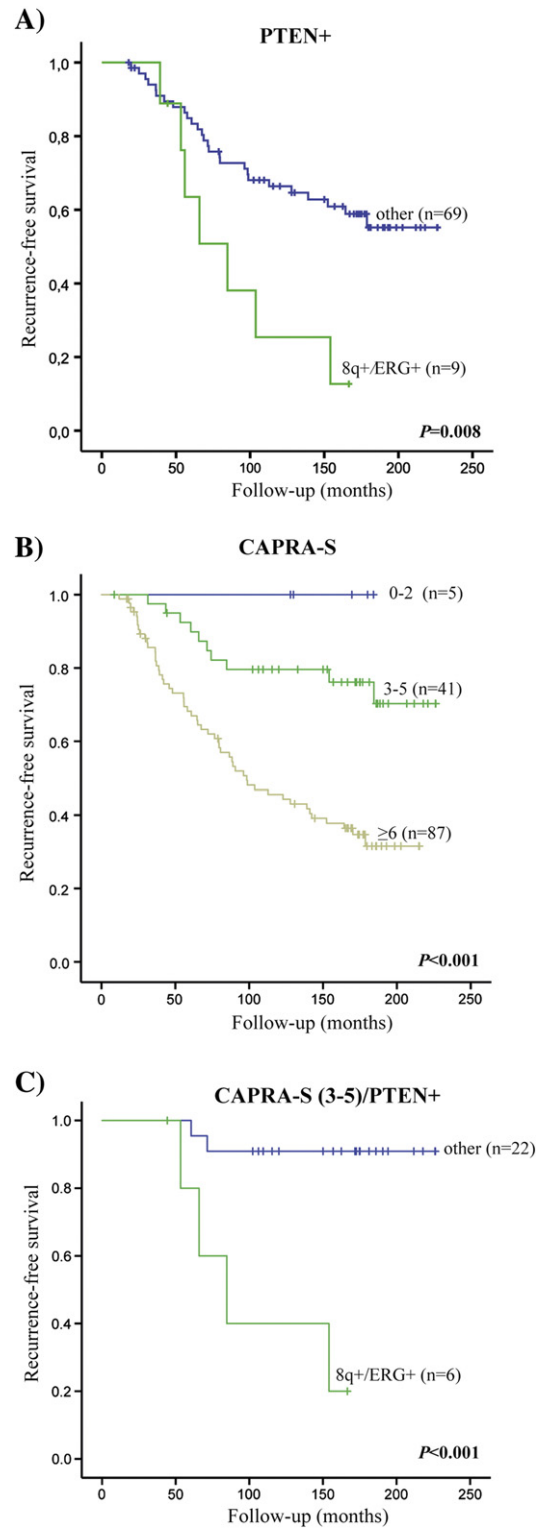 A)
PTEN+
Recurrence-free survival
1,0
0,8
0,6
0,4
0,2
0,0
other (n=69)
8q+/ERG+ (n=9)
P=0.008
0 50 100 150 200 250
Follow-up (months)
B)
CAPRA-S
Recurrence-free survival
1.0
0.8
0.6
0.4
0.2
0.0
0-2 (n=5)
3-5 (n=41)
≥6 (n=87)
P<0.001
0 50 100 150 200 250
Follow-up (months)
C)
CAPRA-S (3-5)/PTEN+
Recurrence-free survival
1.0
0.8
0.6
0.4
0.2
0.0
other (n=22)
8q+/ERG+ (n=6)
P<0.001
0 50 100 150 200 250
Follow-up (months)